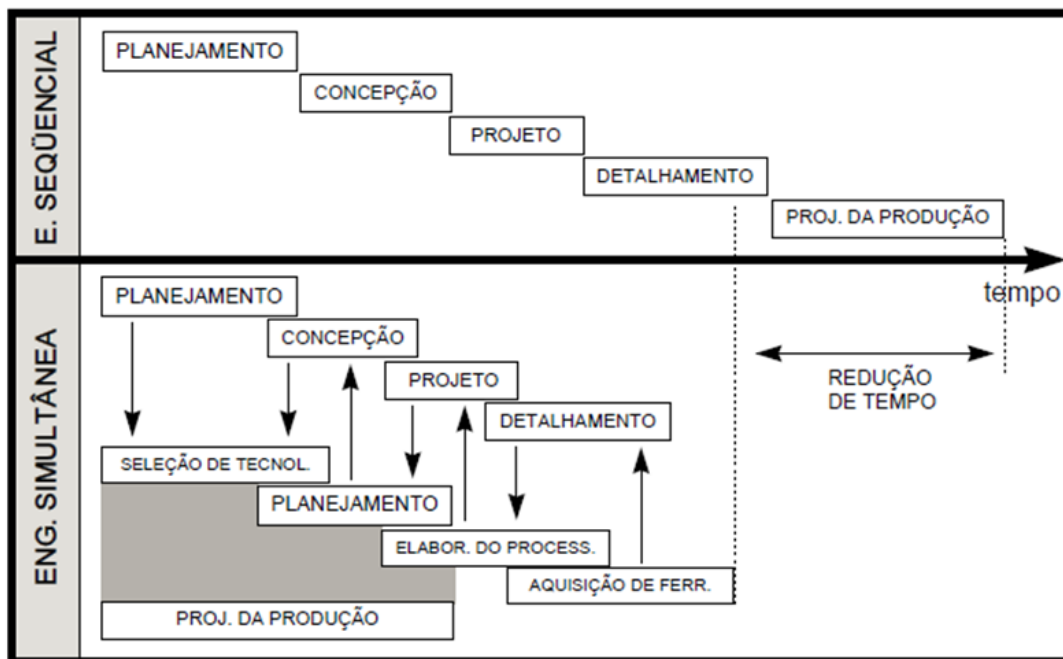 E. SEQÜENCIAL
PLANEJAMENTO
CONCEPÇÃO
PROJETO
DETALHAMENTO
PROJ. DA PRODUÇÃO
tempo
ENG. SIMULTÂNEA
PLANEJAMENTO
CONCEPÇÃO
PROJETO
DETALHAMENTO
REDUÇÃO
DE TEMPO
SELEÇÃO DE TECNOL.
PLANEJAMENTO
ELABOR. DO PROCESS.
AQUISIÇÃO DE FERR.
PROJ. DA PRODUÇÃO